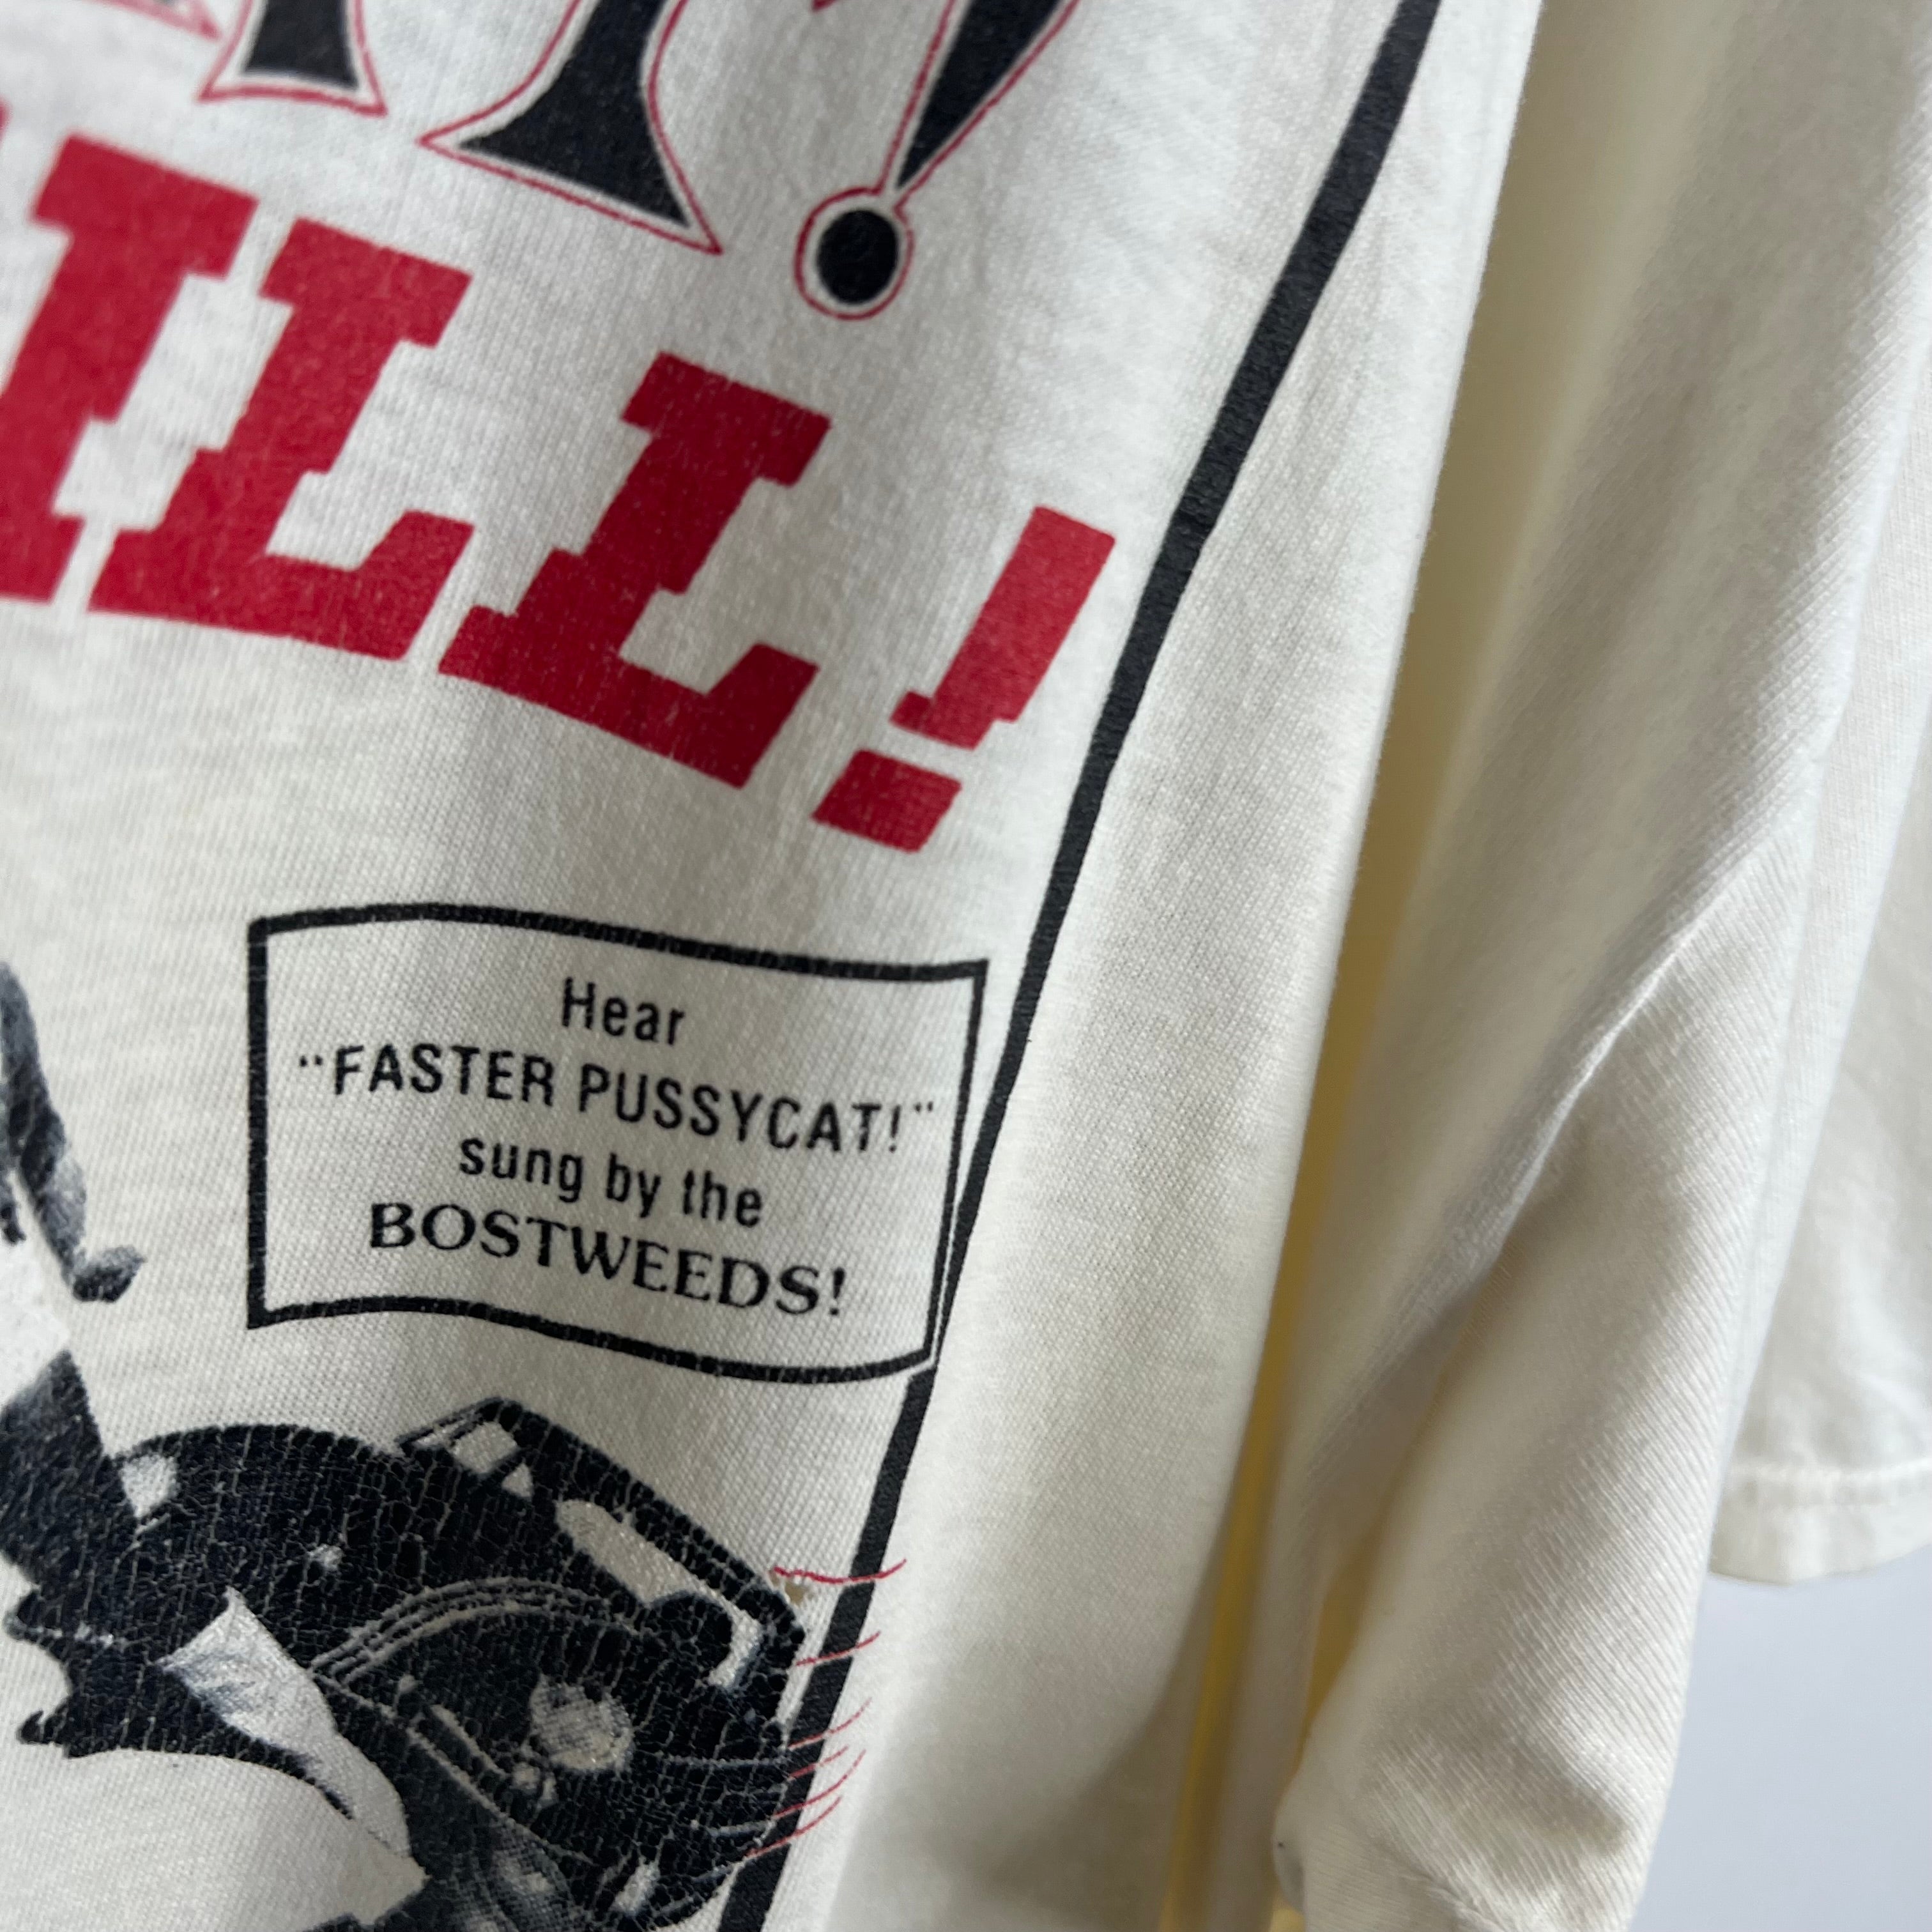 ILL!
Hear
"FASTER PUSSYCAT!"
sung by the
BOSTWEEDS!